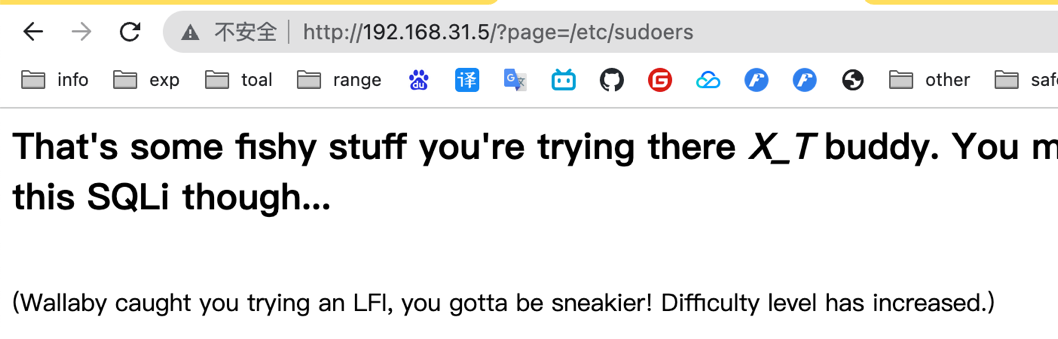 不安全 http://192.168.31.5/?page=/etc/sudoers
info exp toal 译 range other
That's some fishy stuff you're trying there X_T buddy. You
this SQLi though...
(Wallaby caught you trying an LFI, you gotta be sneakier! Difficulty level has increased.)